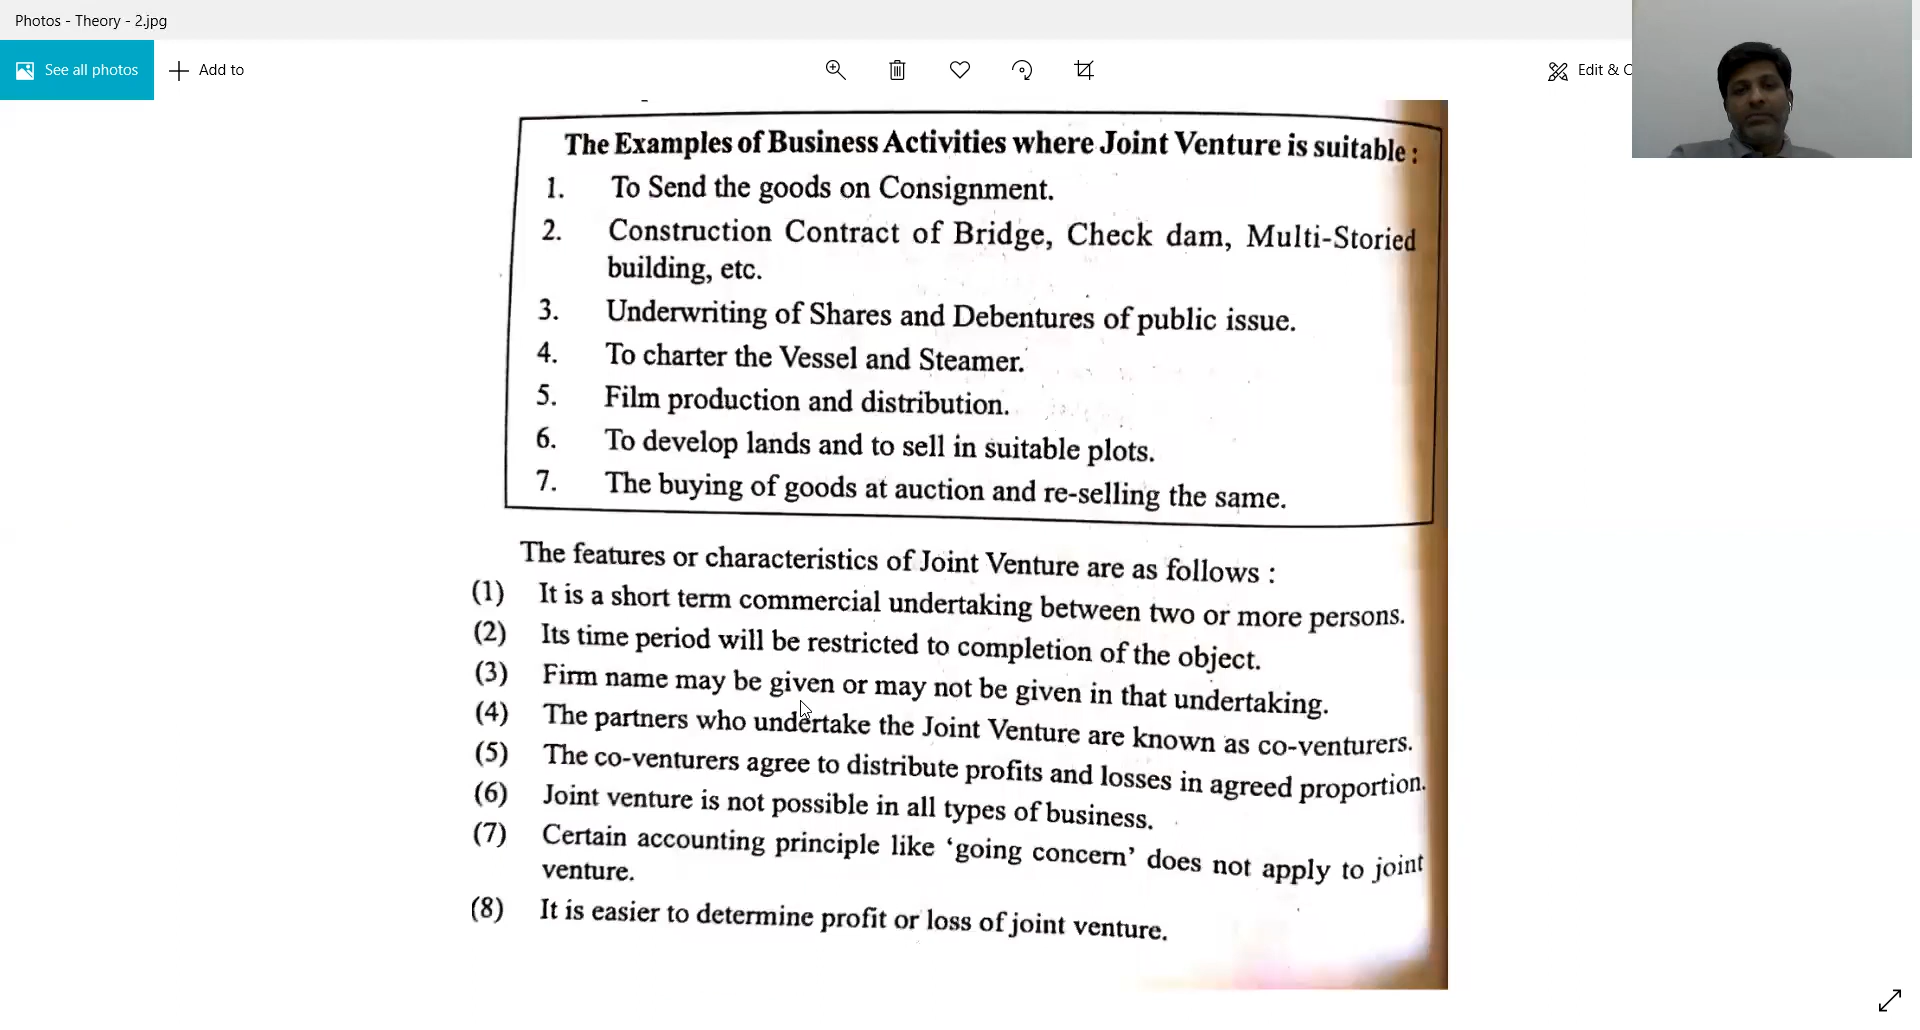 Photos - Theory - 2.jpg
See all photos
Add to
Edit & C
The Examples of Business Activities where Joint Venture is suitable :
1. To Send the goods on Consignment.
2. Construction Contract of Bridge, Check dam, Multi-Storied
building, etc.
3. Underwriting of Shares and Debentures of public issue.
4. To charter the Vessel and Steamer.
5. Film production and distribution.
6. To develop lands and to sell in suitable plots.
7. The buying of goods at auction and re-selling the same.
The features or characteristics of Joint Venture are as follows :
(1) It is a short term commercial undertaking between two or more persons.
(2) Its time period will be restricted to completion of the object.
(3) Firm name may be given or may not be given in that undertaking.
(4) The partners who undertake the Joint Venture are known as co-venturers.
(5) The co-venturers agree to distribute profits and losses in agreed proportion.
(6) Joint venture is not possible in all types of business.
(7) Certain accounting principle like ‘going concern’ does not apply to joint
venture.
(8) It is easier to determine profit or loss of joint venture.